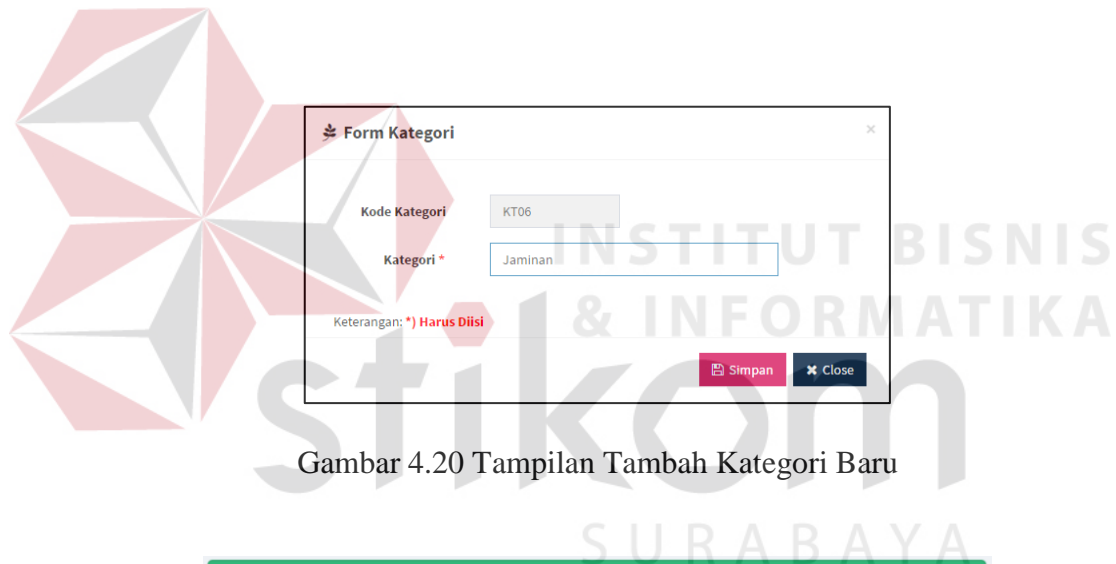 Form Kategori ×
Kode Kategori KT06
Kategori * Jaminan
Keterangan: *) Harus Diisi
Simpan Close
INSTITUT BISNIS
& INFORMATIKA
stikom
SURABAYA
Gambar 4.20 Tampilan Tambah Kategori Baru